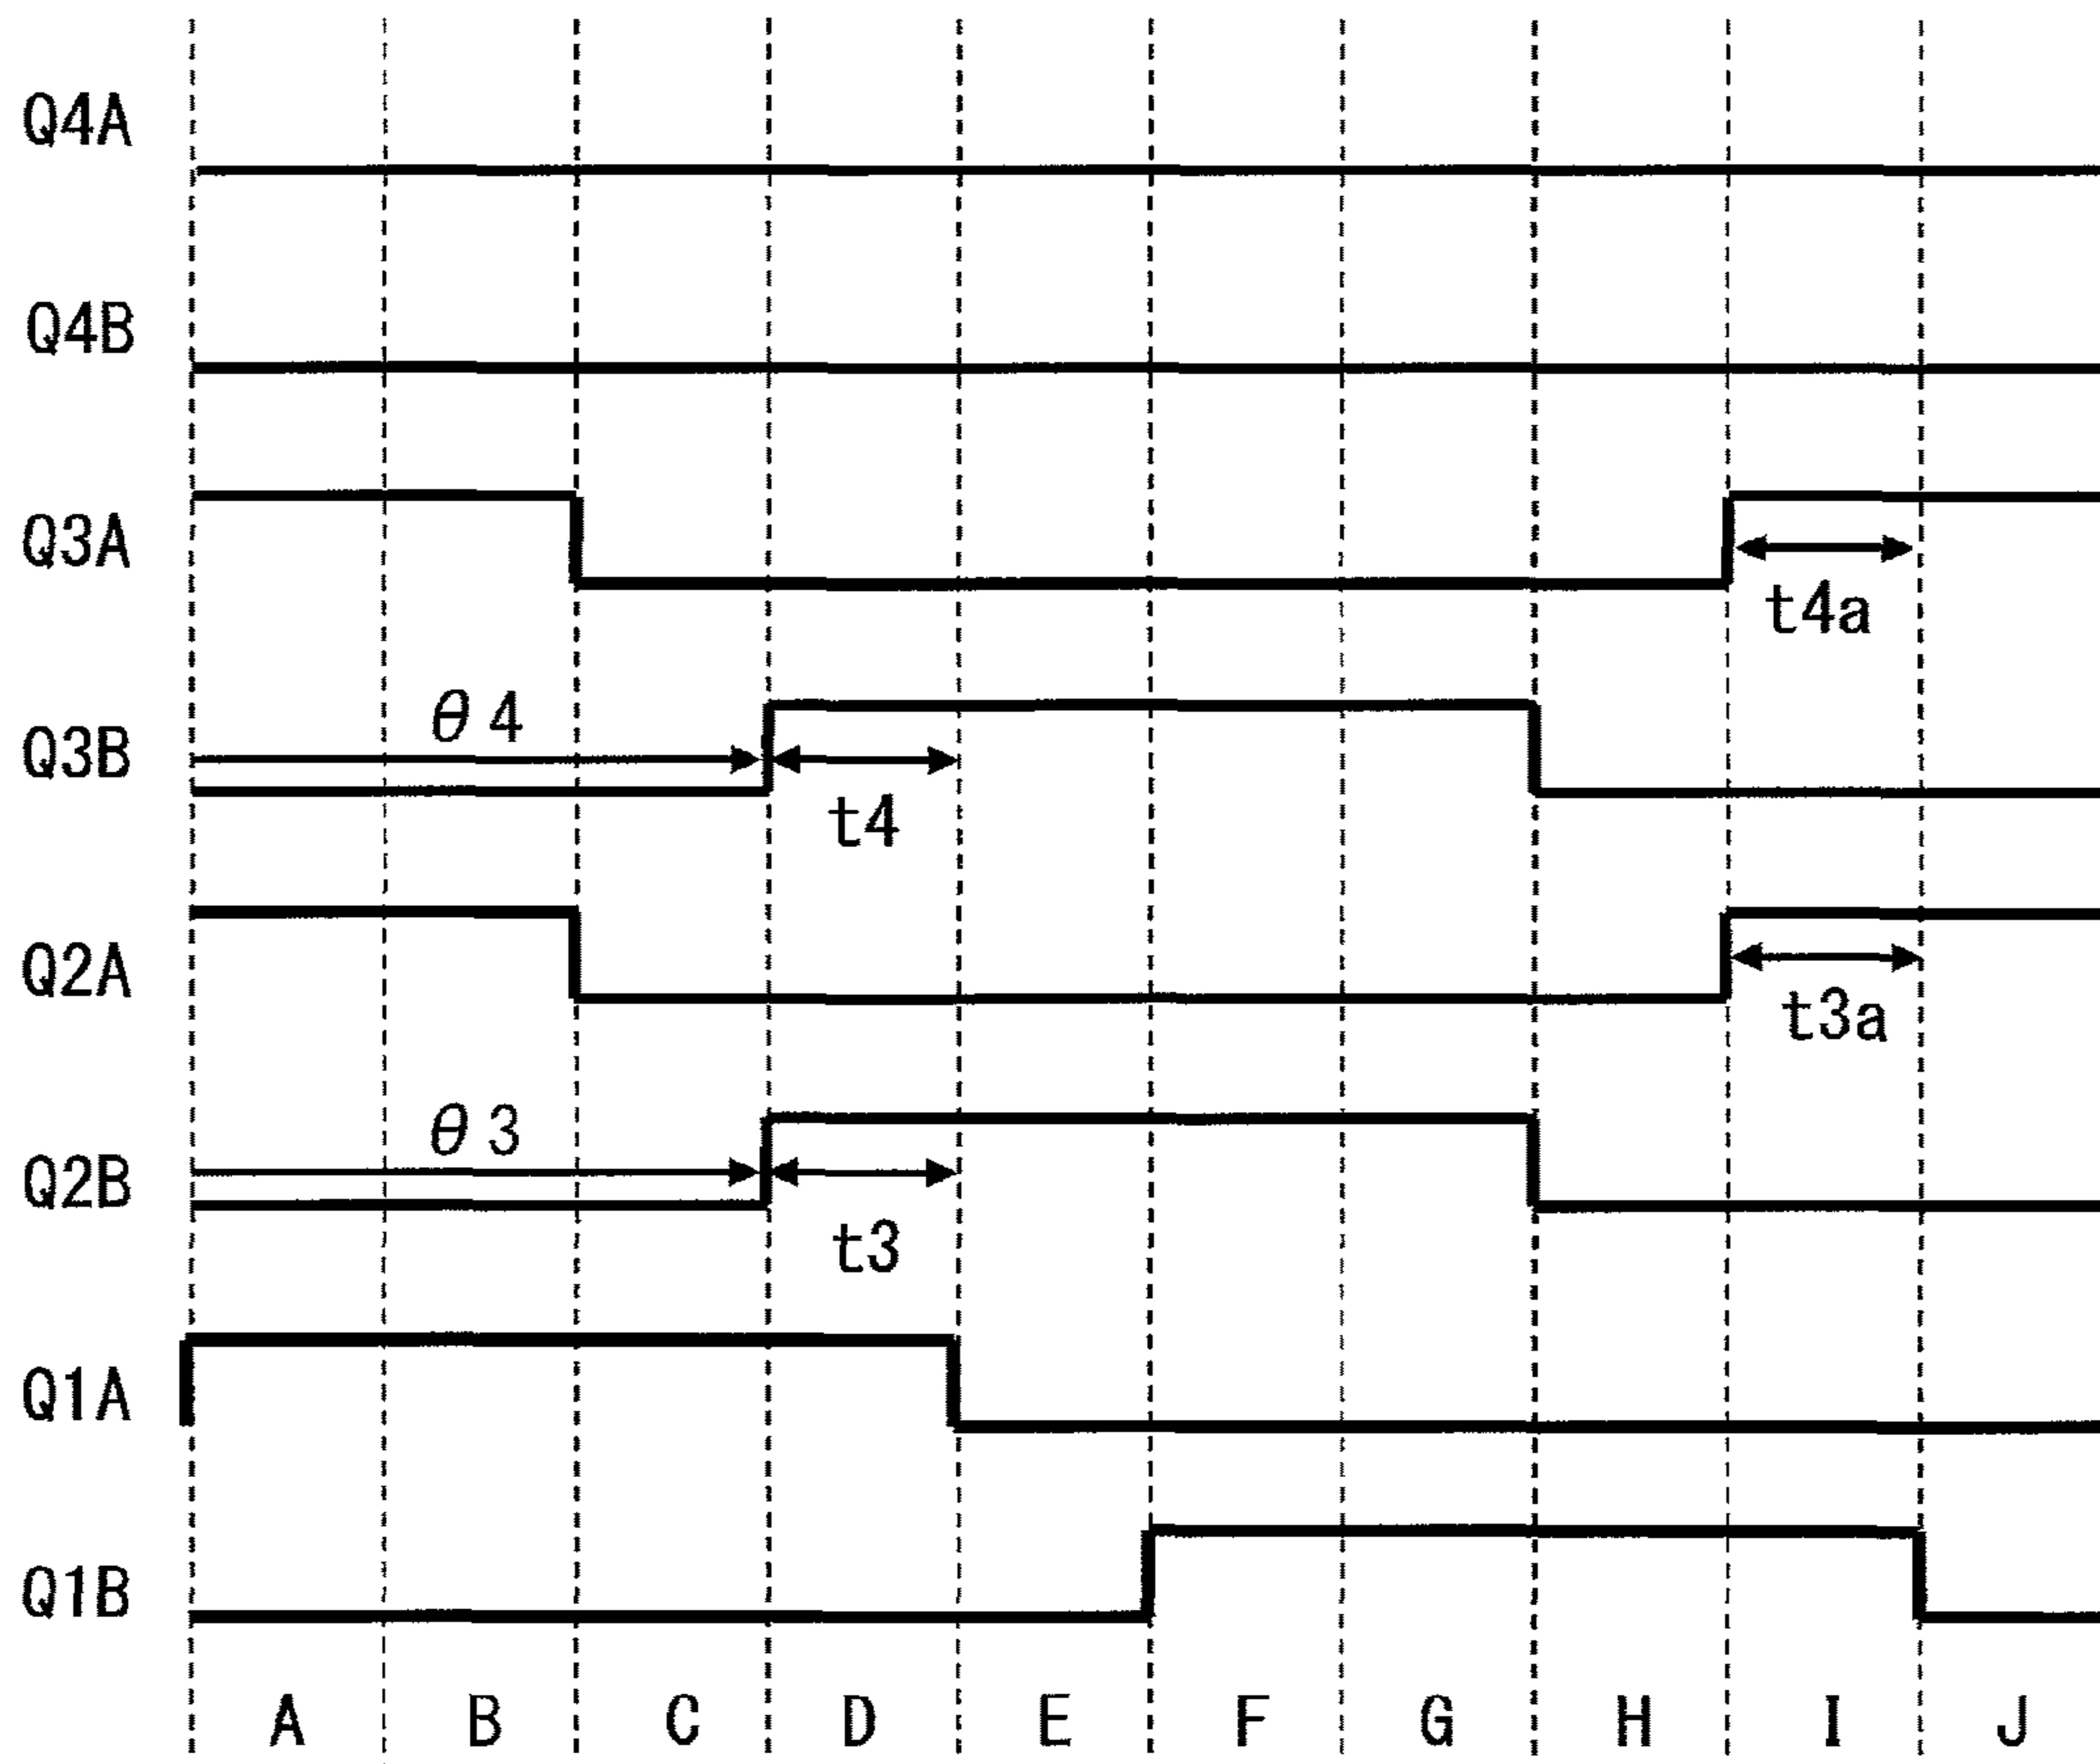 Q4A
Q4B
Q3A
t4a
θ4
Q3B
t4
Q2A
t3a
θ3
Q2B
t3
Q1A
Q1B
A B C D E F G H I J